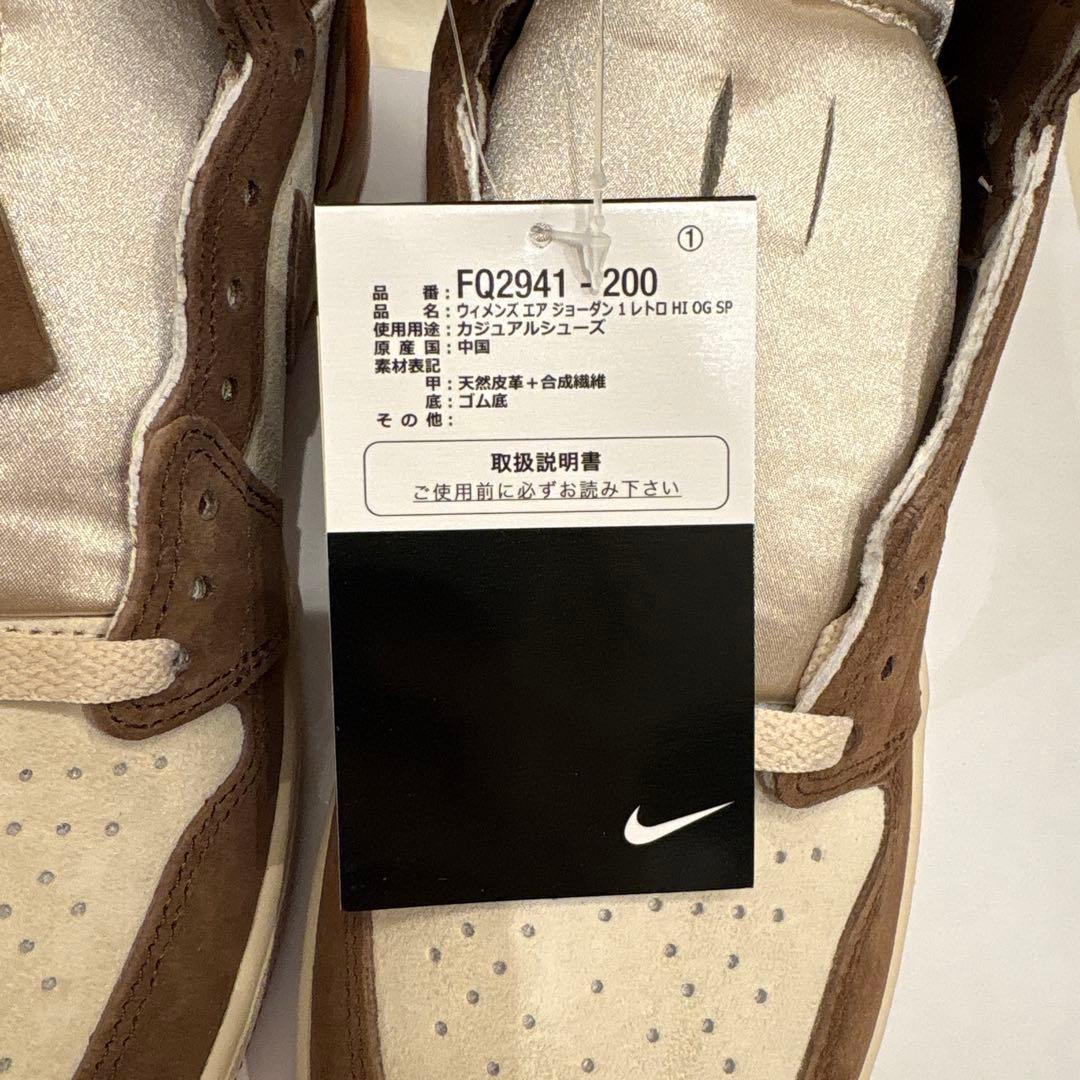 ①
品番：FQ2941 - 200
品名：ウィメンズ エア ジョーダン 1 レトロ HI OG SP
使用用途：カジュアルシューズ
原産国：中国
素材表記
甲：天然皮革＋合成繊維
底：ゴム底
その他：
取扱説明書
ご使用前に必ずお読み下さい